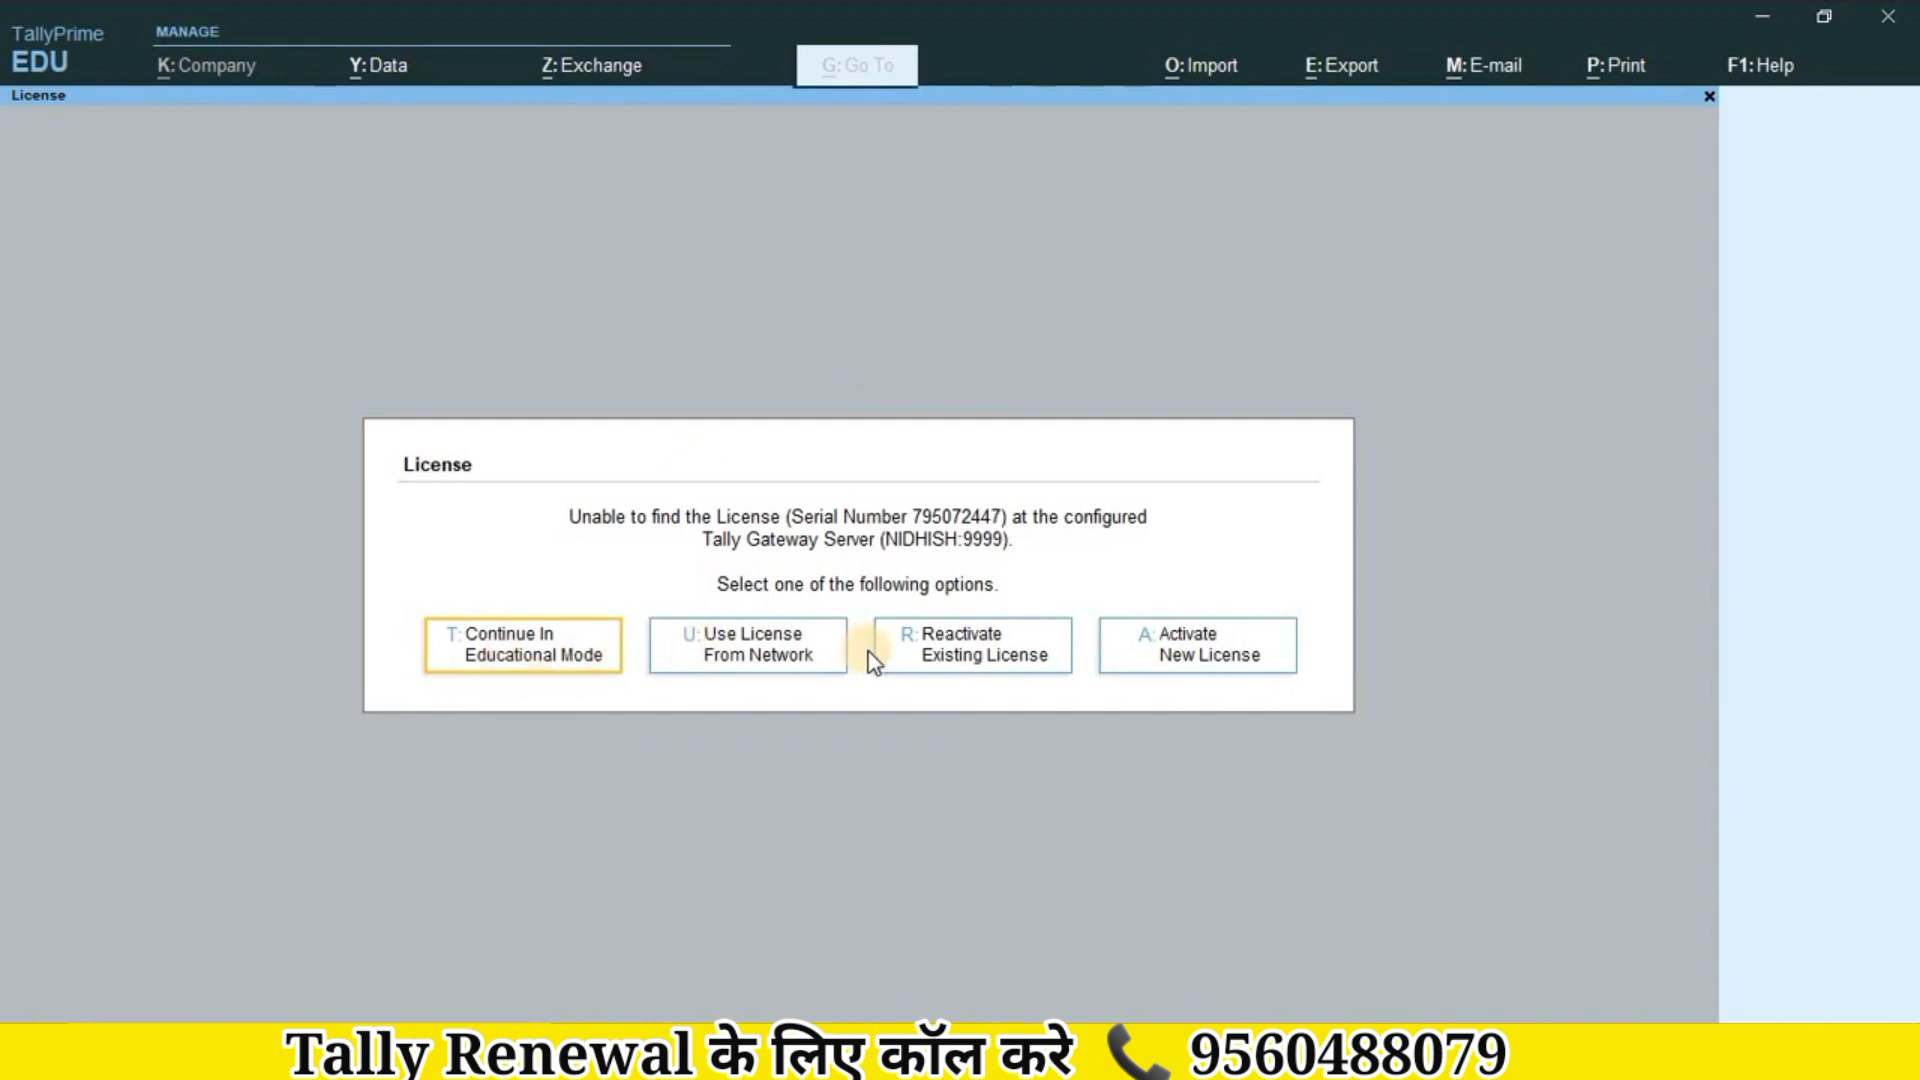 TallyPrime
EDU
MANAGE
K: Company
Y: Data
Z: Exchange
G: Go To
O: Import
E: Export
M: E-mail
P: Print
F1: Help
License
License
Unable to find the License (Serial Number 795072447) at the configured
Tally Gateway Server (NIDHISH:9999).
Select one of the following options.
T: Continue In
Educational Mode
U: Use License
From Network
R: Reactivate
Existing License
A: Activate
New License
Tally Renewal के लिए कॉल करे 9560488079